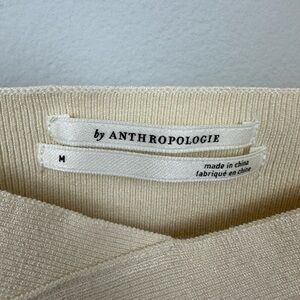 by ANTHROPOLOGIE
M
made in china
fabriqué en chine